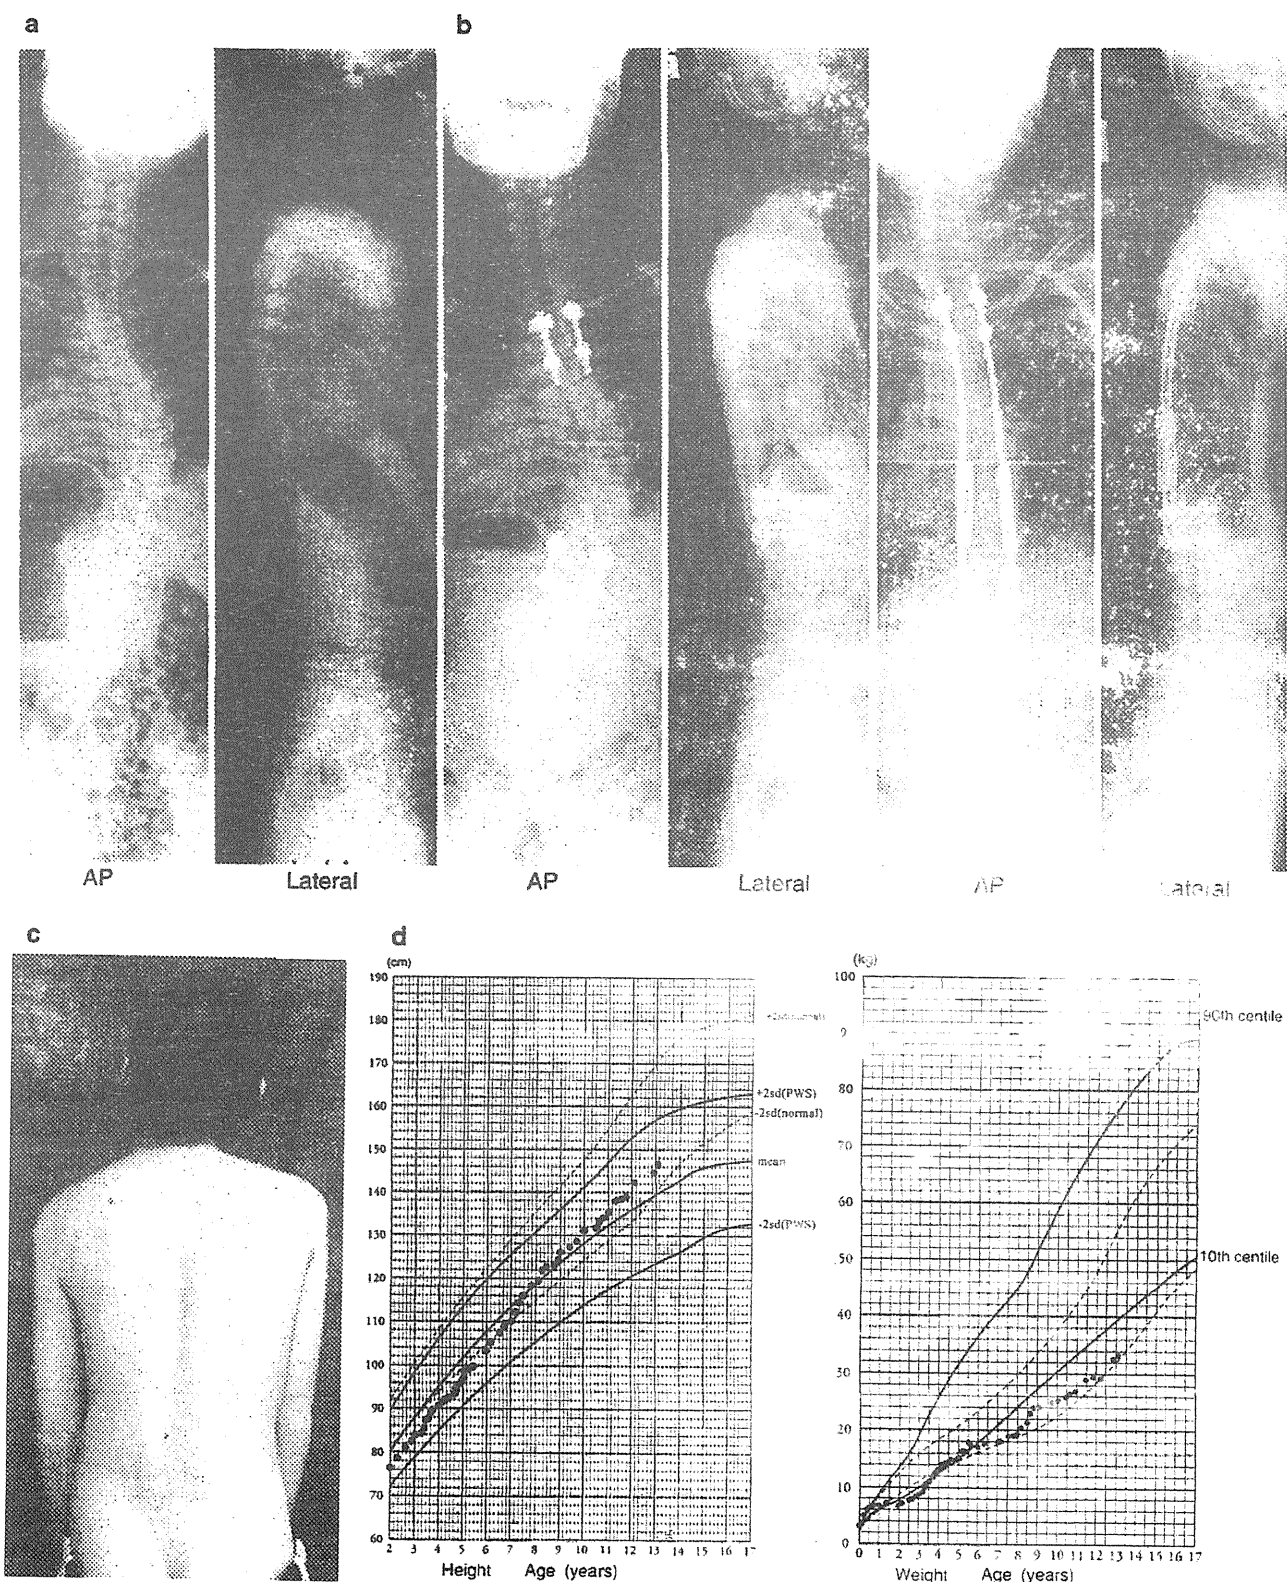 a
b
AP
Lateral
AP
Lateral
AP
Lateral
c
d
(cm)
190
180
170
160
150
140
130
120
110
100
90
80
70
60
+2sd(PWS)
-2sd(normal)
mean
-2sd(PWS)
2 3 4 5 6 7 8 9 10 11 12 13 14 15 16 17
Height Age (years)
(kg)
100
9
80
70
60
50
40
30
20
10
0
90th centile
10th centile
0 1 2 3 4 5 6 7 8 9 10 11 12 13 14 15 16 17
Weight Age (years)